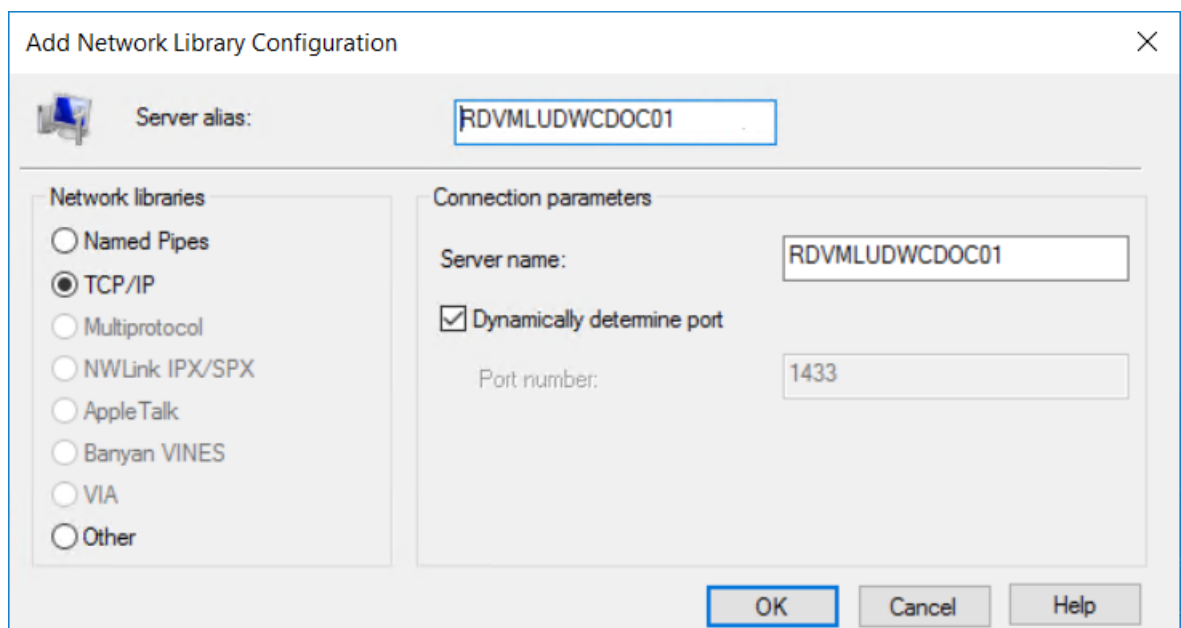 Add Network Library Configuration
Server alias:
RDVMLUDWCDOC01
Network libraries
Named Pipes
TCP/IP
Multiprotocol
NWLink IPX/SPX
AppleTalk
Banyan VINES
VIA
Other
Connection parameters
Server name:
RDVMLUDWCDOC01
Dynamically determine port
Port number:
1433
OK
Cancel
Help